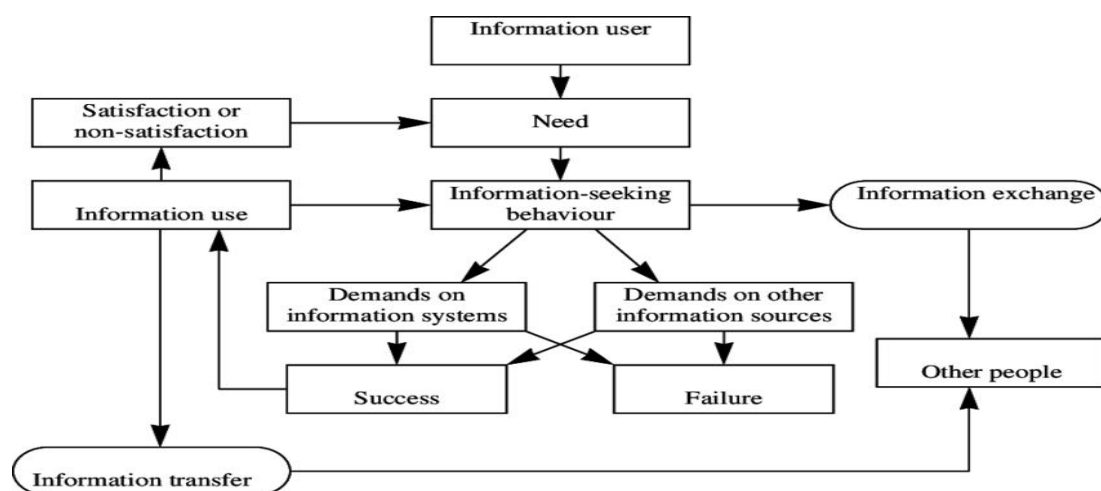 Information user
Satisfaction or
non-satisfaction
Need
Information use
Information-seeking
behaviour
Information exchange
Demands on
information systems
Demands on other
information sources
Success
Failure
Other people
Information transfer